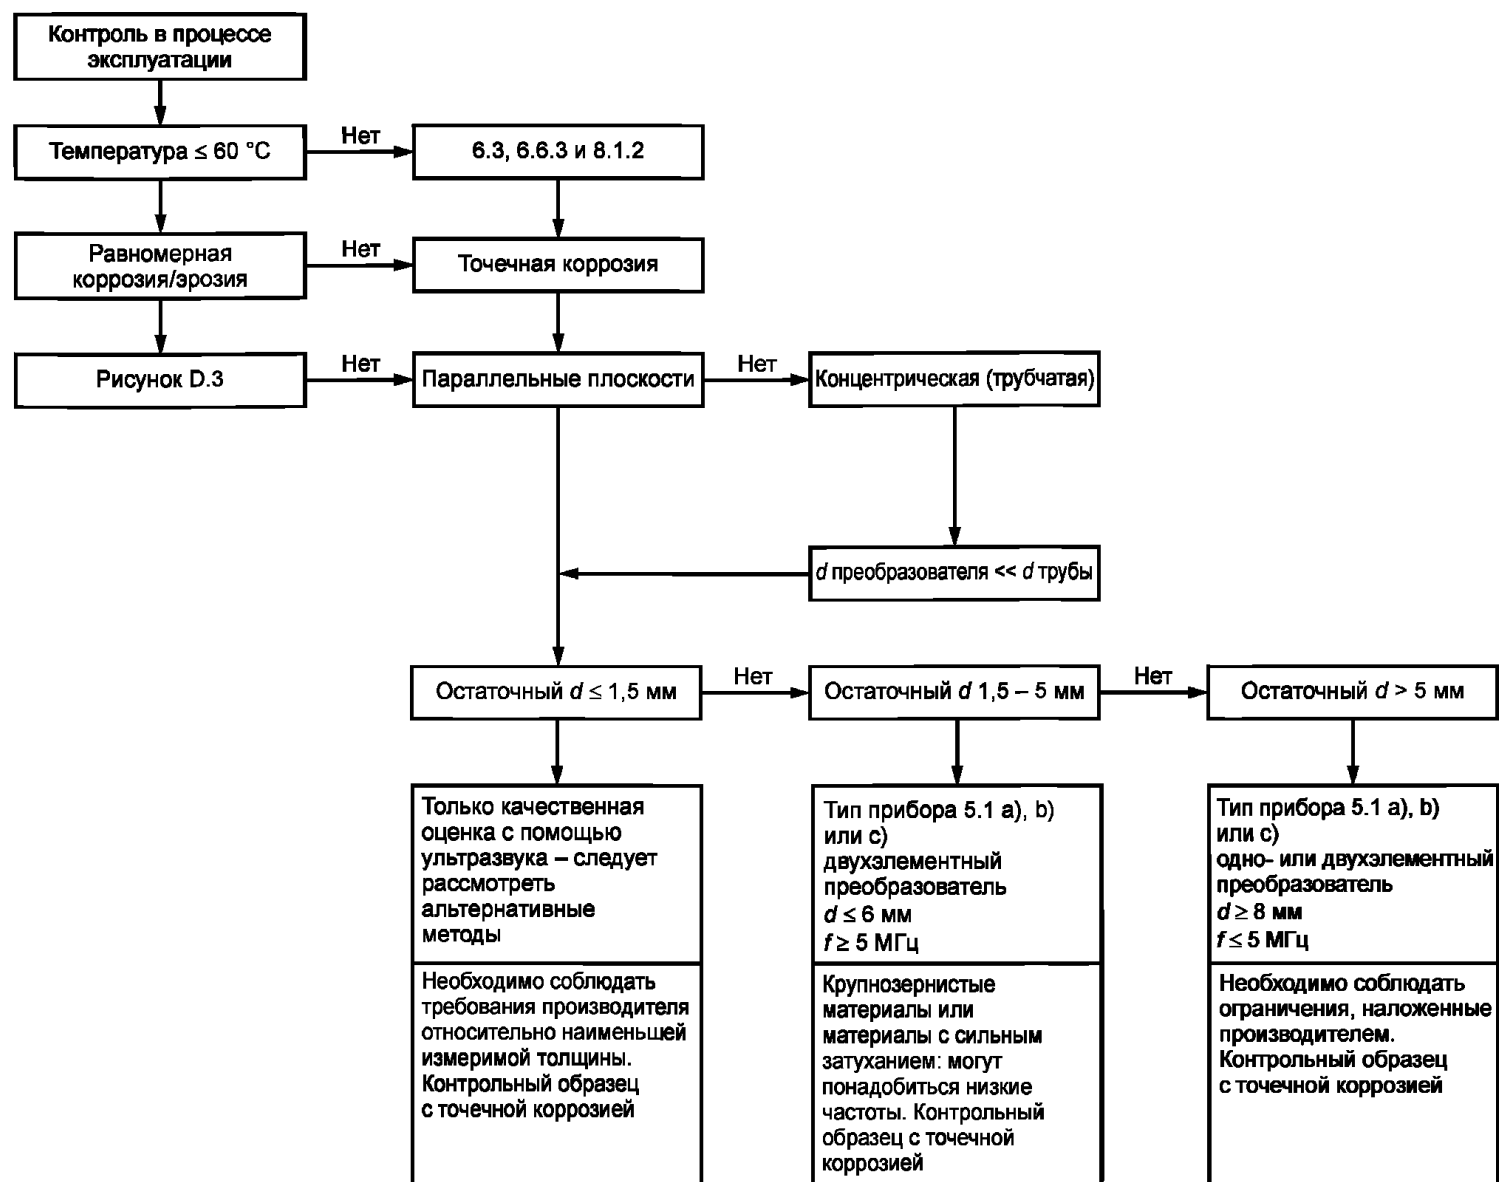 Контроль в процессе
эксплуатации
Температура ≤ 60 °C
Нет
6.3, 6.6.3 и 8.1.2
Равномерная
коррозия/эрозия
Нет
Точечная коррозия
Рисунок D.3
Нет
Параллельные плоскости
Нет
Концентрическая (трубчатая)
d преобразователя << d трубы
Остаточный d ≤ 1,5 мм
Нет
Остаточный d 1,5 – 5 мм
Нет
Остаточный d > 5 мм
Только качественная
оценка с помощью
ультразвука – следует
рассмотреть
альтернативные
методы
Необходимо соблюдать
требования производителя
относительно наименьшей
измеримой толщины.
Контрольный образец
с точечной коррозией
Тип прибора 5.1 a), b)
или c)
двухэлементный
преобразователь
d ≤ 6 мм
f ≥ 5 МГц
Крупнозернистые
материалы или
материалы с сильным
затуханием: могут
понадобиться низкие
частоты. Контрольный
образец с точечной
коррозией
Тип прибора 5.1 a), b)
или c)
одно- или двухэлементный
преобразователь
d ≥ 8 мм
f ≤ 5 МГц
Необходимо соблюдать
ограничения, наложенные
производителем.
Контрольный образец
с точечной коррозией